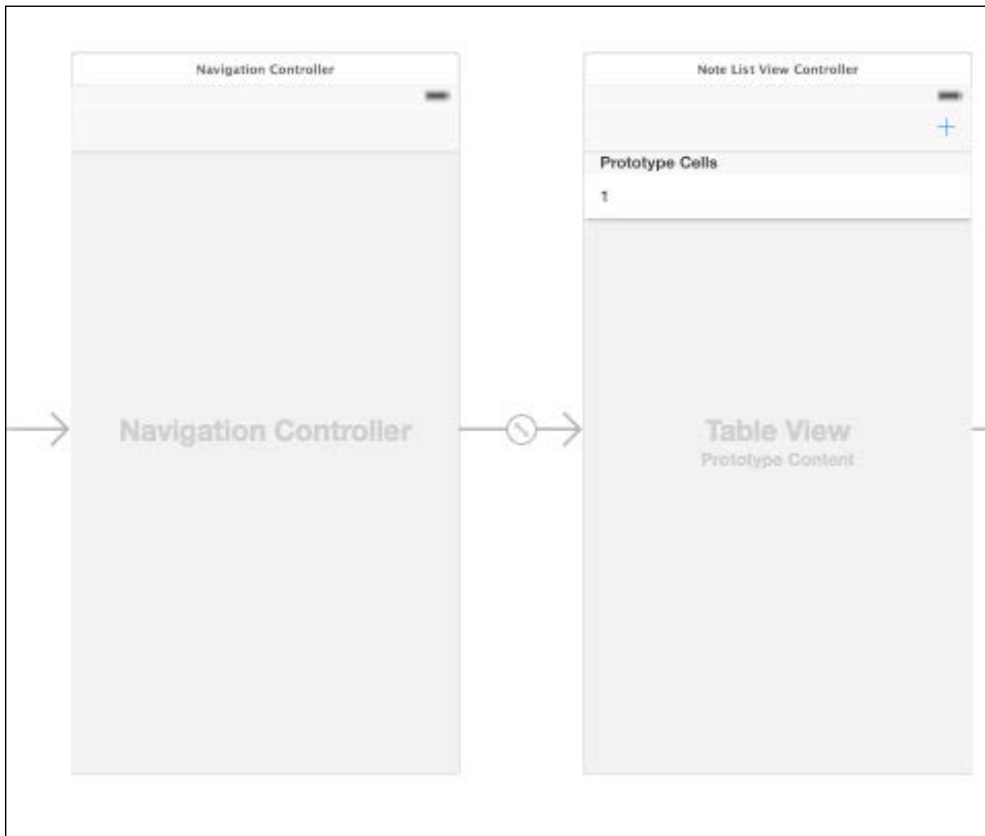 Navigation Controller
Navigation Controller
Note List View Controller
Prototype Cells
1
Table View
Prototype Content